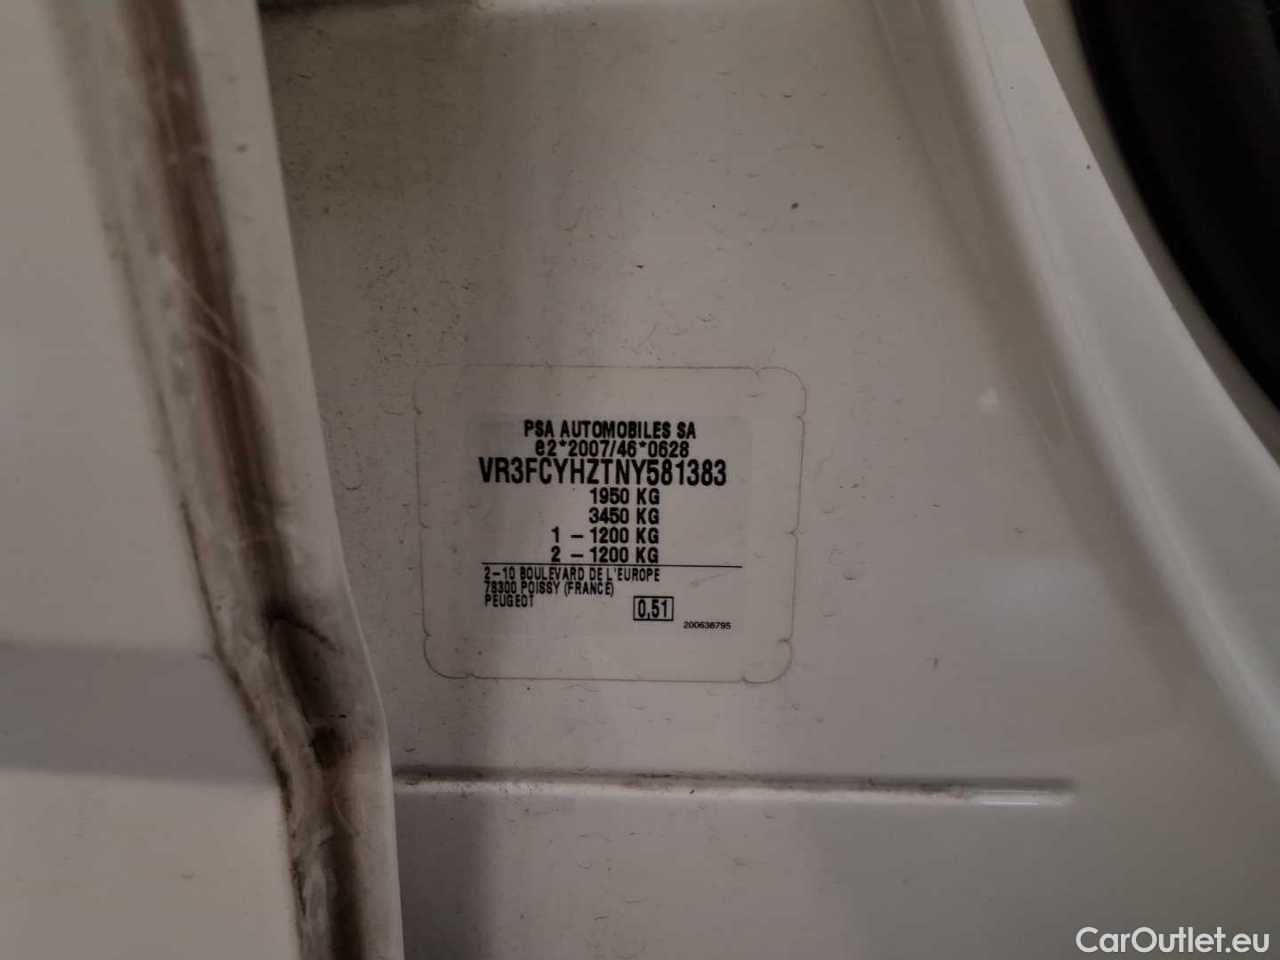 PSA AUTOMOBILES SA
e2*2007/46*0628
VR3FCYHZTNY581383
1950 KG
3450 KG
1 - 1200 KG
2 - 1200 KG
2-10 BOULEVARD DE L'EUROPE
78300 POISSY (FRANCE)
PEUGEOT
0,51
200636795
CarOutlet.eu